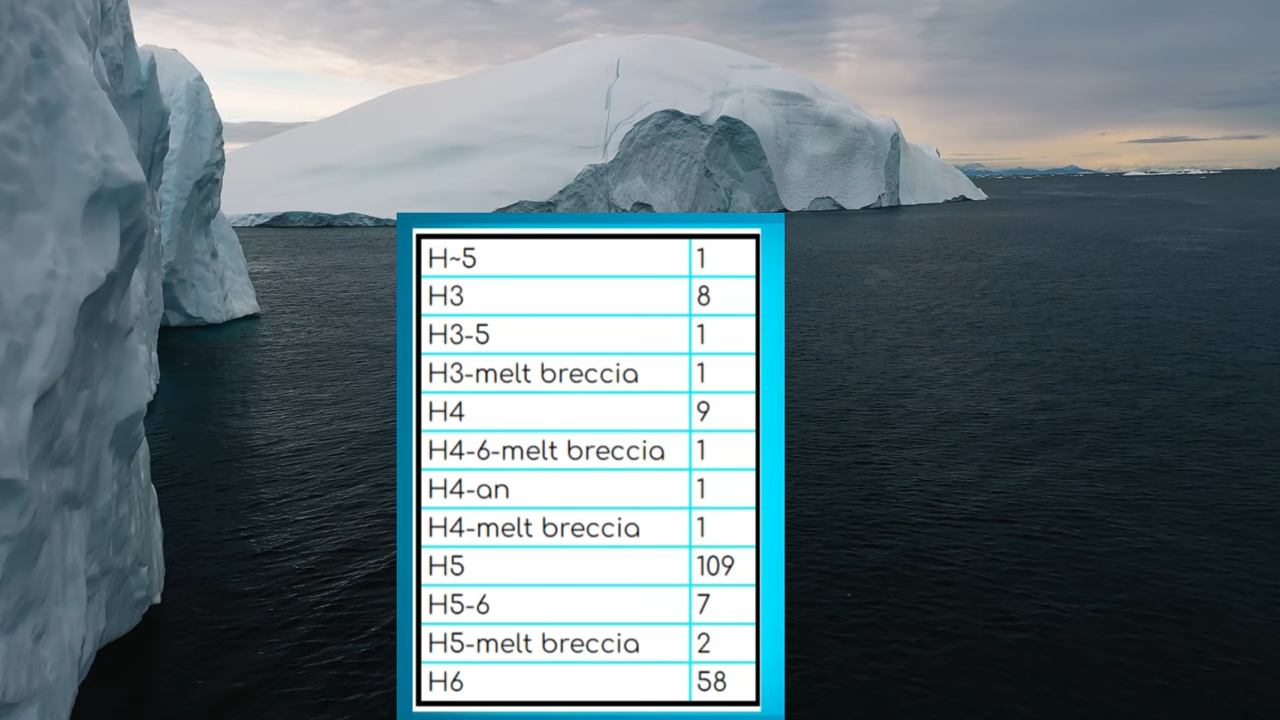 H~5 1
H3 8
H3-5 1
H3-melt breccia 1
H4 9
H4-6-melt breccia 1
H4-an 1
H4-melt breccia 1
H5 109
H5-6 7
H5-melt breccia 2
H6 58